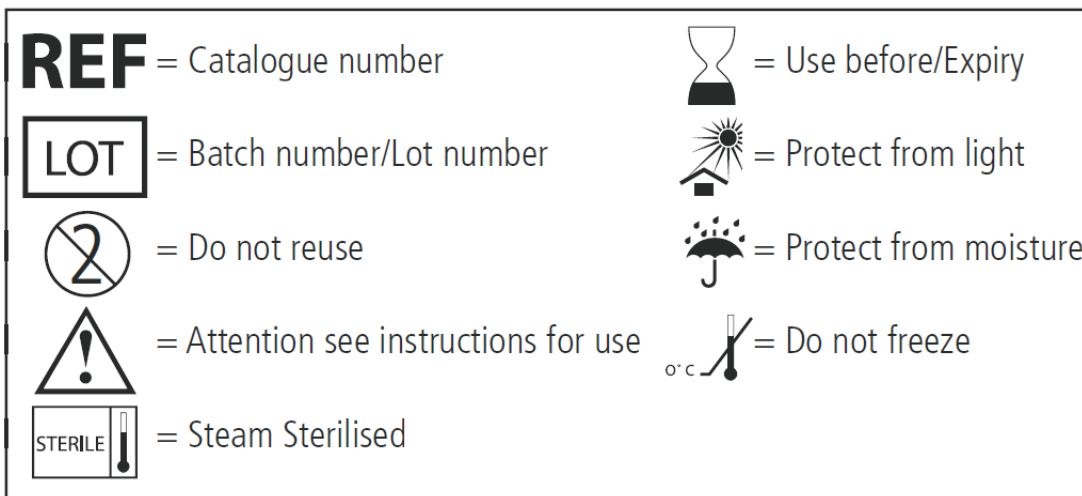 REF = Catalogue number
LOT = Batch number/Lot number
2 = Do not reuse
! = Attention see instructions for use
STERILE = Steam Sterilised
= Use before/Expiry
= Protect from light
= Protect from moisture
0°C = Do not freeze